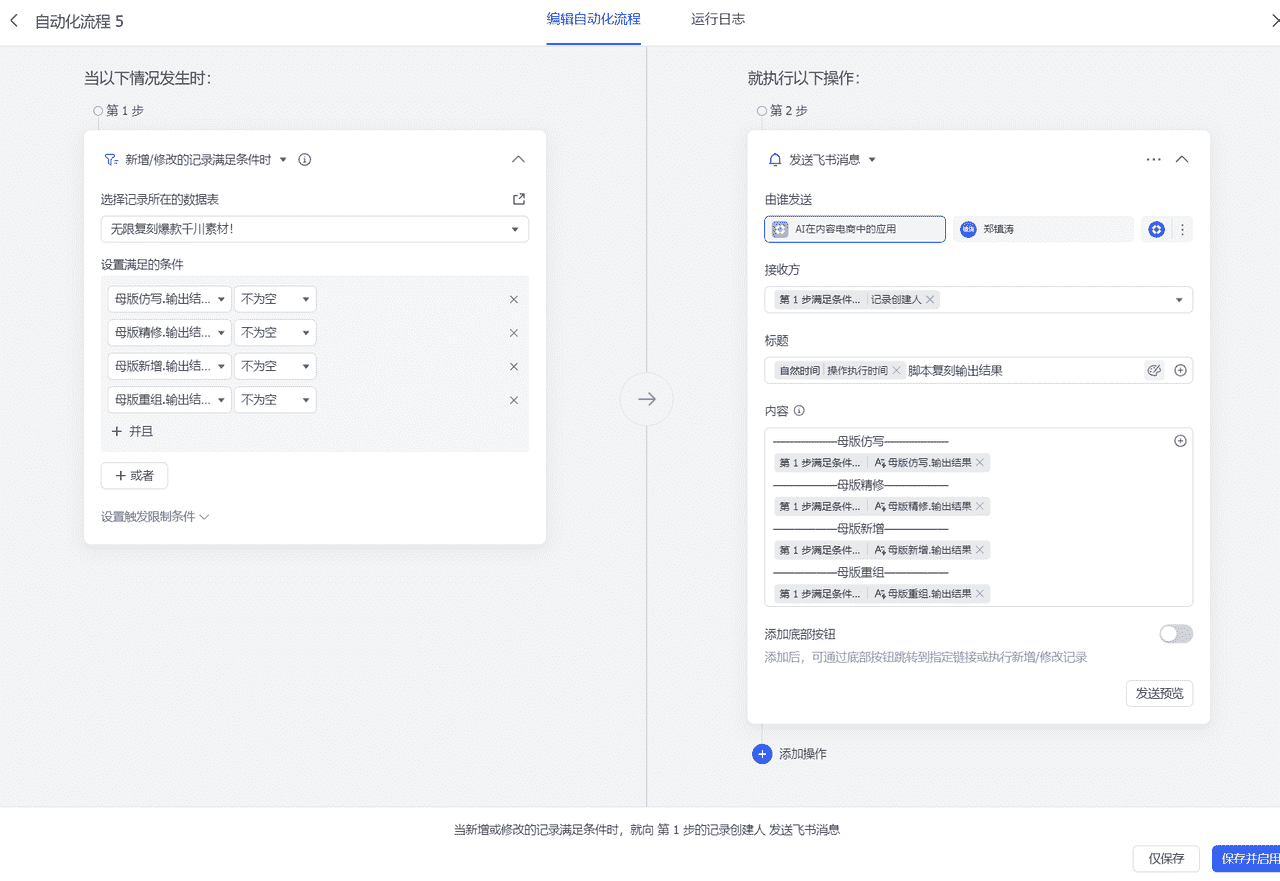 自动化流程 5
编辑自动化流程
运行日志
当以下情况发生时：
第 1 步
新增/修改的记录满足条件时
选择记录所在的数据表
无限复刻爆款千川素材！
设置满足的条件
母版仿写.输出结... 不为空
母版精修.输出结... 不为空
母版新增.输出结... 不为空
母版重组.输出结... 不为空
+ 并且
+ 或者
设置触发限制条件
就执行以下操作：
第 2 步
发送飞书消息
由谁发送
AI在内容电商中的应用 郑镇涛
接收方
第 1 步满足条件... 记录创建人
标题
自然时间 操作执行时间 脚本复刻输出结果
内容
——————母版仿写——————
第 1 步满足条件... 母版仿写.输出结果
——————母版精修——————
第 1 步满足条件... 母版精修.输出结果
——————母版新增——————
第 1 步满足条件... 母版新增.输出结果
——————母版重组——————
第 1 步满足条件... 母版重组.输出结果
添加底部按钮
添加后，可通过底部按钮跳转到指定链接或执行新增/修改记录
发送预览
添加操作
当新增或修改的记录满足条件时，就向 第 1 步的记录创建人 发送飞书消息
仅保存
保存并启用